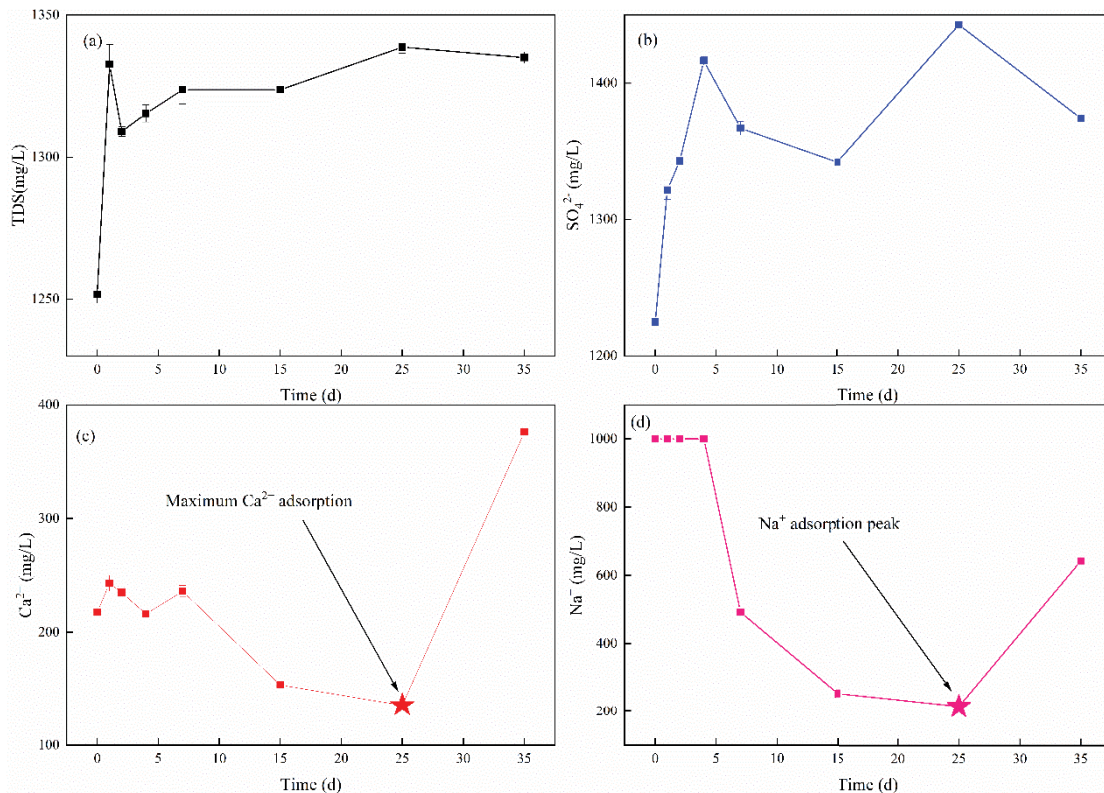 (a)
TDS(mg/L)
1350
1300
1250
0 5 10 15 20 25 30 35
Time (d)
(b)
SO₄²⁻ (mg/L)
1400
1300
1200
0 5 10 15 20 25 30 35
Time (d)
(c)
Ca²⁺ (mg/L)
400
300
200
100
Maximum Ca²⁺ adsorption
0 5 10 15 20 25 30 35
Time (d)
(d)
Na⁺ (mg/L)
1000
800
600
400
200
Na⁺ adsorption peak
0 5 10 15 20 25 30 35
Time (d)